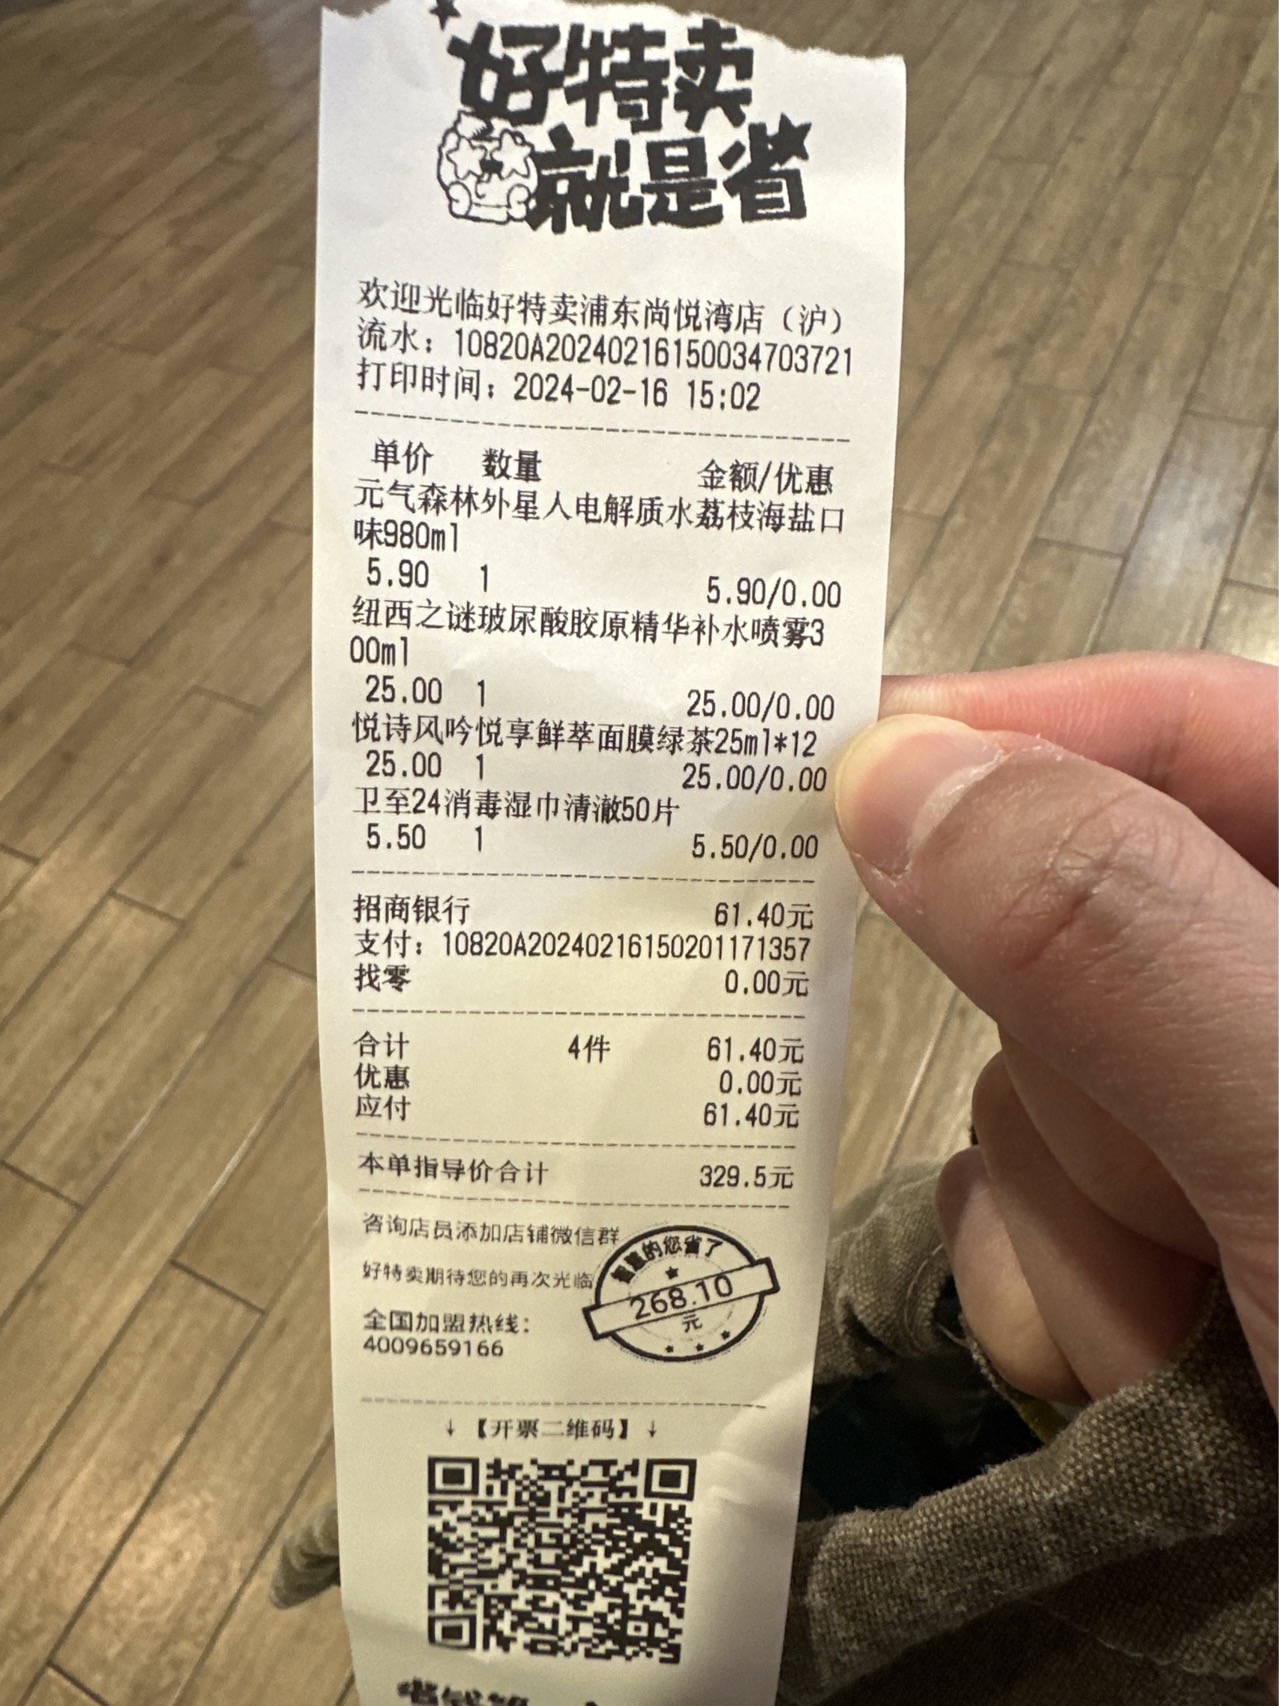 好特卖
就是省
欢迎光临好特卖浦东尚悦湾店（沪）
流水：10820A20240216150034703721
打印时间：2024-02-16 15:02
单价 数量 金额/优惠
元气森林外星人电解质水荔枝海盐口
味980ml
5.90 1 5.90/0.00
纽西之谜玻尿酸胶原精华补水喷雾3
00ml
25.00 1 25.00/0.00
悦诗风吟悦享鲜萃面膜绿茶25ml*12
25.00 1 25.00/0.00
卫至24消毒湿巾清澈50片
5.50 1 5.50/0.00
招商银行 61.40元
支付：10820A20240216150201171357
找零 0.00元
合计 4件 61.40元
优惠 0.00元
应付 61.40元
本单指导价合计 329.5元
咨询店员添加店铺微信群
好特卖期待您的再次光临
智慧的您省了
268.10
元
全国加盟热线：
4009659166
↓【开票二维码】↓